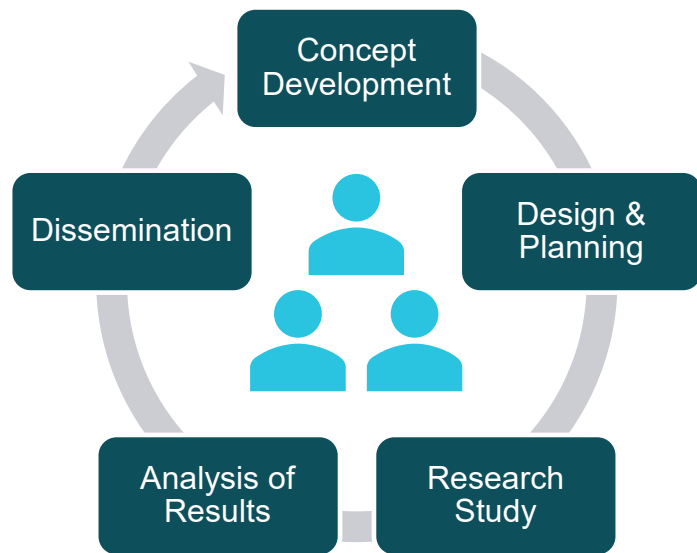 Concept
Development
Design &
Planning
Research
Study
Analysis of
Results
Dissemination